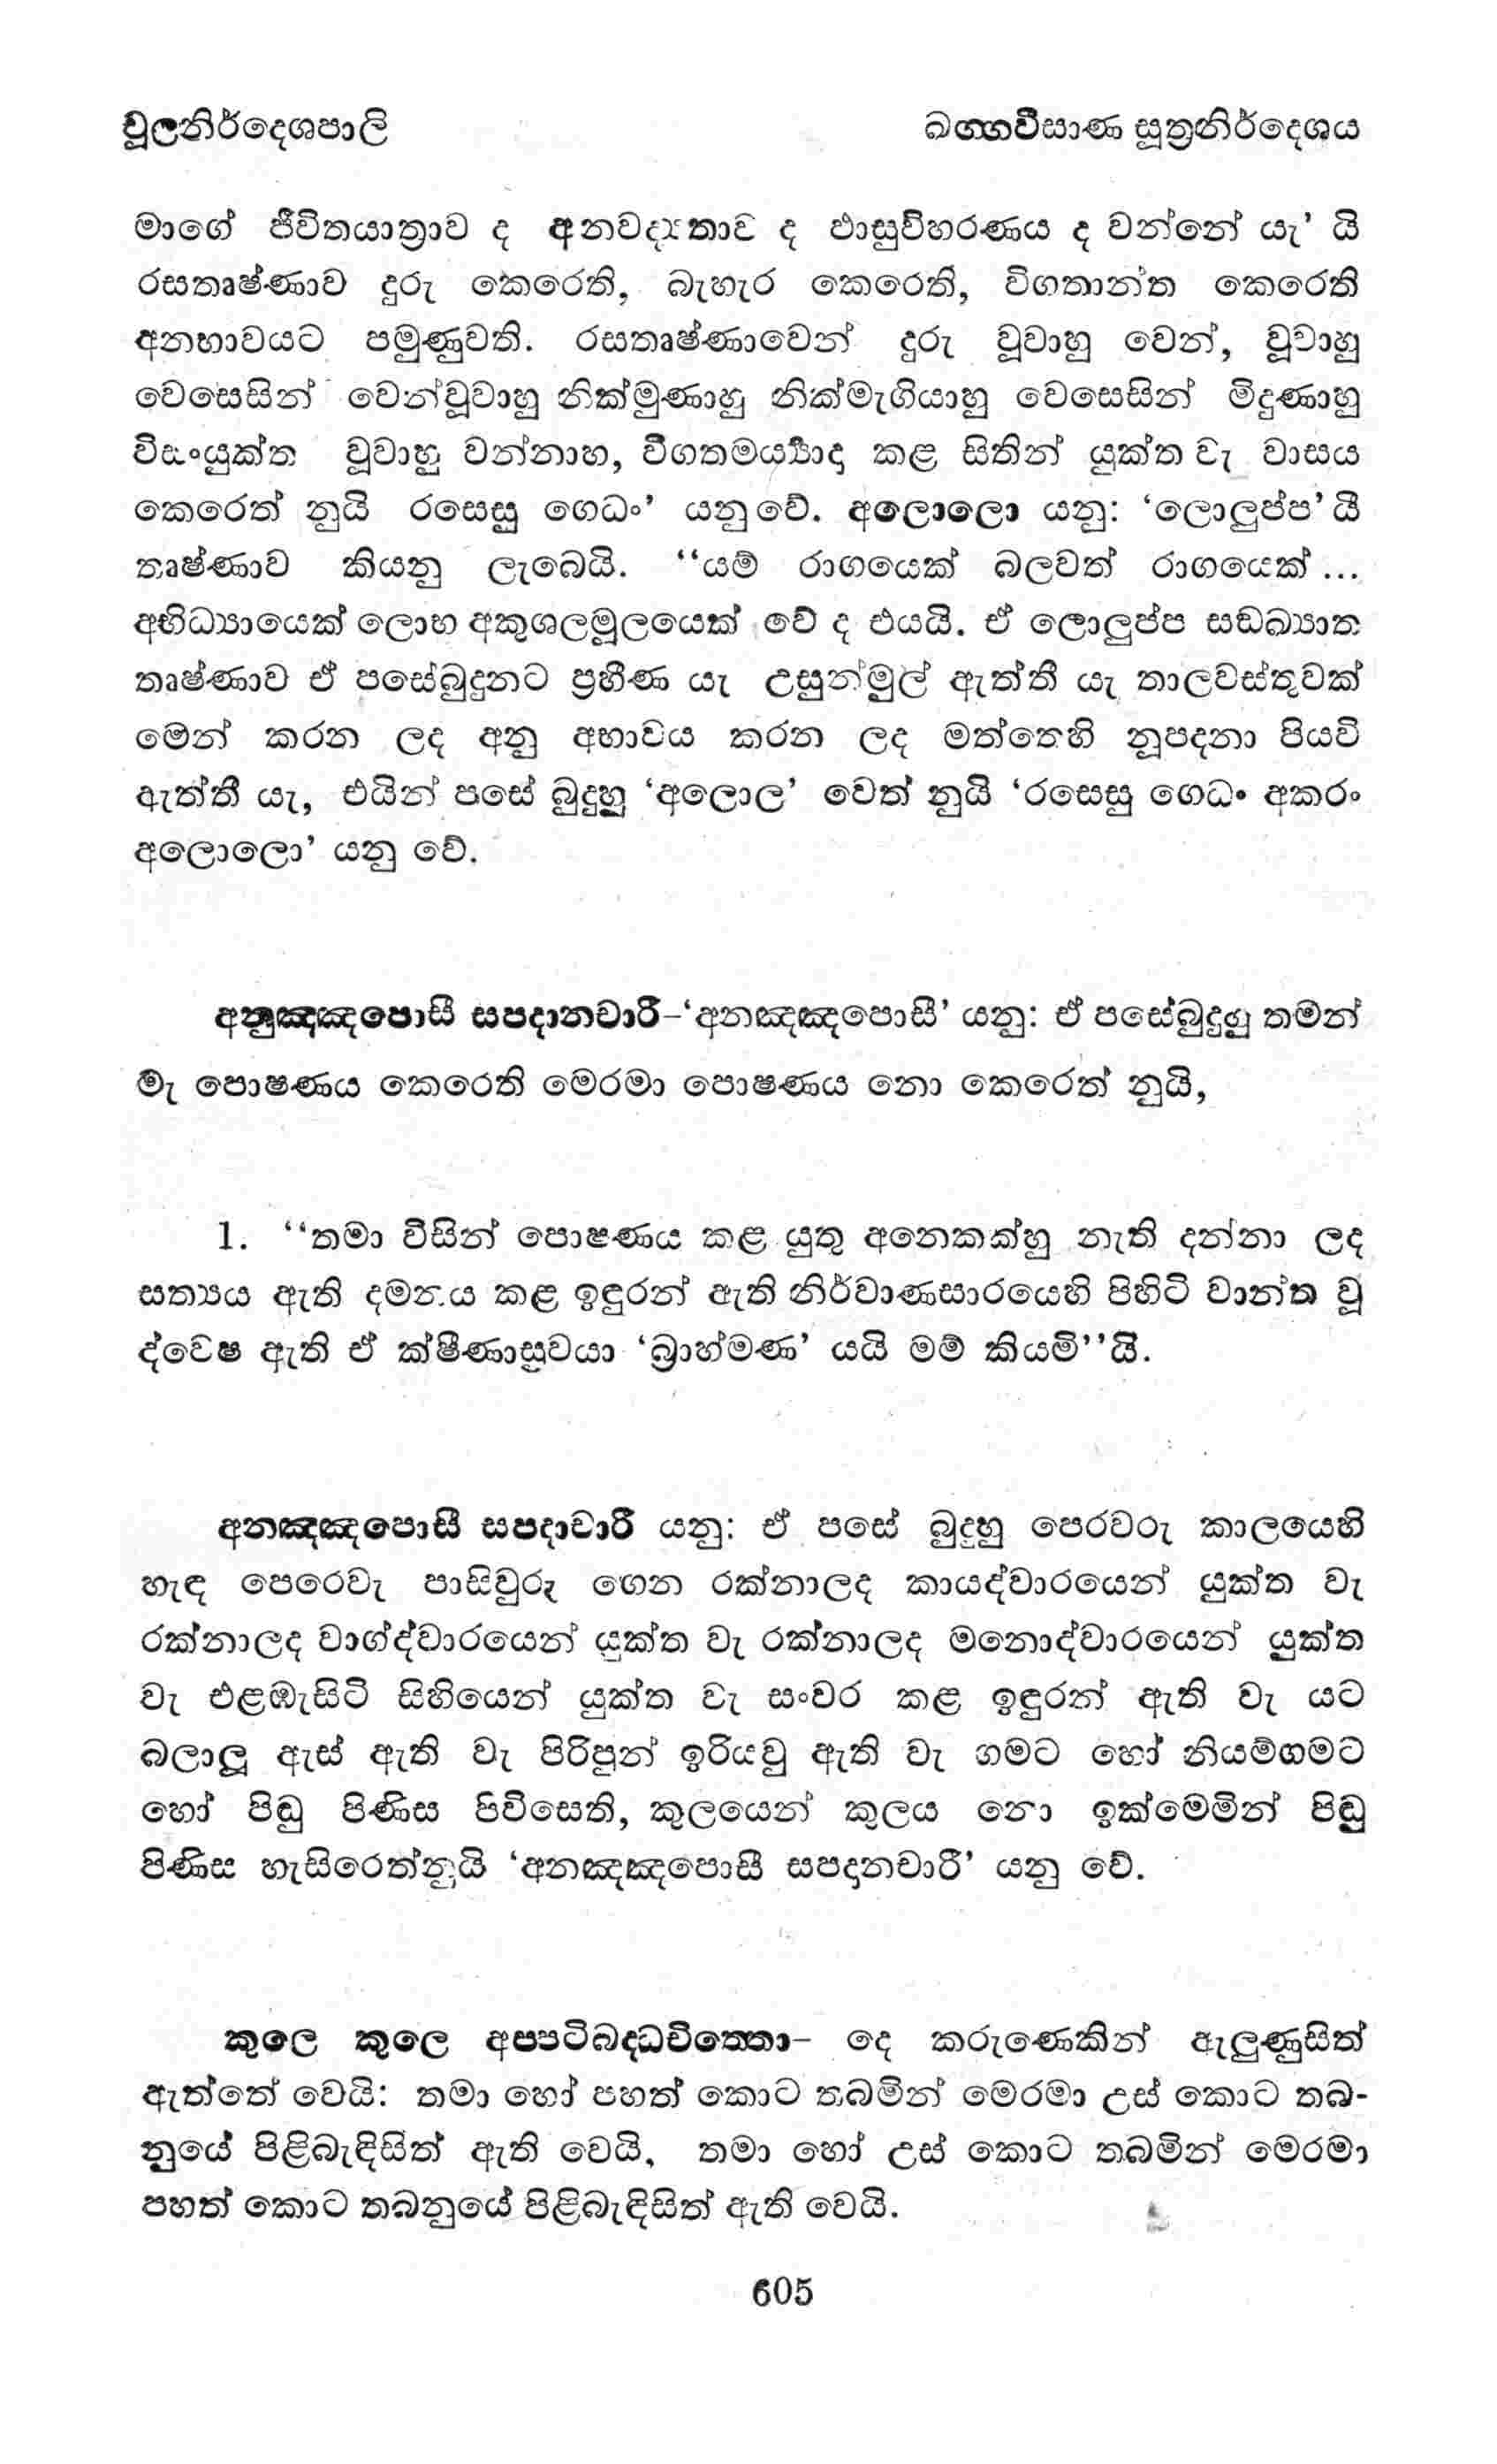 චූලනිර්දෙශපාලි
ඛග්ගවිසාණ සූත්‍රනිර්දෙශය
මාගේ ජීවිතයාත්‍රාව ද අනවද්‍යතාව ද ඵාසුවිහරණය ද වන්නේ යැ’ යි
රසතෘෂ්ණාව දුරු කෙරෙති, බැහැර කෙරෙති, විගතාන්ත කෙරෙති
අනභාවයට පමුණුවති. රසතෘෂ්ණාවෙන් දුරු වූවාහු වෙන්, වූවාහු
වෙසෙසින් වෙන්වූවාහු නික්මුණාහු නික්මැගියාහු වෙසෙසින් මිදුණාහු
විසංයුක්ත වූවාහු වන්නාහ, විගතමර්‍ය්‍යාද කළ සිතින් යුක්ත වැ වාසය
කෙරෙත් නුයි රසෙසු ගෙධං’ යනු වේ. අලොලො යනු: ‘ලොලුප්ප’ යී
තෘෂ්ණාව කියනු ලැබෙයි. “යම් රාගයෙක් බලවත් රාගයෙක් ...
අභිධ්‍යායෙක් ලොභ අකුශලමූලයෙක් වේ ද එයයි. ඒ ලොලුප්ප සඞ්ඛ්‍යාත
තෘෂ්ණාව ඒ පසේබුදුනට ප්‍රහීණ යැ උසුන්මුල් ඇත්තී යැ තාලවස්තුවක්
මෙන් කරන ලද අනු අභාවය කරන ලද මත්තෙහි නූපදනා පියවි
ඇත්තී යැ, එයින් පසේ බුදුහු ‘අලොල’ වෙත් නුයි ‘රසෙසු ගෙධං අකරං
අලොලො’ යනු වේ.
අනුඤ්ඤපොසී සපදානචාරී–‘අනඤ්ඤපොසී’ යනු: ඒ පසේබුදුහු තමන්
මැ පොෂණය කෙරෙති මෙරමා පොෂණය නො කෙරෙත් නුයි,
1. “තමා විසින් පොෂණය කළ යුතු අනෙකක්හු නැති දන්නා ලද
සත්‍යය ඇති දමනය කළ ඉඳුරන් ඇති නිර්වාණසාරයෙහි පිහිටි වාන්ත වූ
ද්වෙෂ ඇති ඒ ක්ෂීණාස්‍රවයා ‘බ්‍රාහ්මණ’ යයි මම් කියමි”යි.
අනඤ්ඤපොසී සපදාචාරී යනු: ඒ පසේ බුදුහු පෙරවරු කාලයෙහි
හැඳ පෙරෙවැ පාසිවුරු ගෙන රක්නාලද කායද්වාරයෙන් යුක්ත වැ
රක්නාලද වාග්ද්වාරයෙන් යුක්ත වැ රක්නාලද මනොද්වාරයෙන් යුක්ත
වැ එළඹැසිටි සිහියෙන් යුක්ත වැ සංවර කළ ඉඳුරන් ඇති වැ යට
බලාලූ ඇස් ඇති වැ පිරිපුන් ඉරියවු ඇති වැ ගමට හෝ නියම්ගමට
හෝ පිඬු පිණිස පිවිසෙති, කුලයෙන් කුලය නො ඉක්මෙමින් පිඬු
පිණිස හැසිරෙත්නුයි ‘අනඤ්ඤපොසී සපදානචාරී’ යනු වේ.
කුලෙ කුලෙ අප්පටිබද්ධචිත්තො– දෙ කරුණෙකින් ඇලුණුසිත්
ඇත්තේ වෙයි: තමා හෝ පහත් කොට තබමින් මෙරමා උස් කොට තබ-
නුයේ පිළිබැඳිසිත් ඇති වෙයි, තමා හෝ උස් කොට තබමින් මෙරමා
පහත් කොට තබනුයේ පිළිබැඳිසිත් ඇති වෙයි.
605